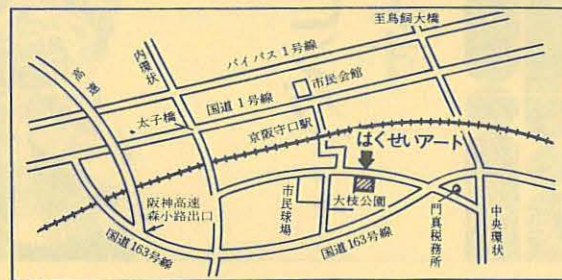 至鳥飼大橋
内環状
バイパス1号線
高速
市民会館
国道1号線
太子橋
京阪守口駅
はくせいアート
阪神高速
森小路出口
市民球場
大枝公園
門真税務所
中央環状
国道163号線
国道163号線